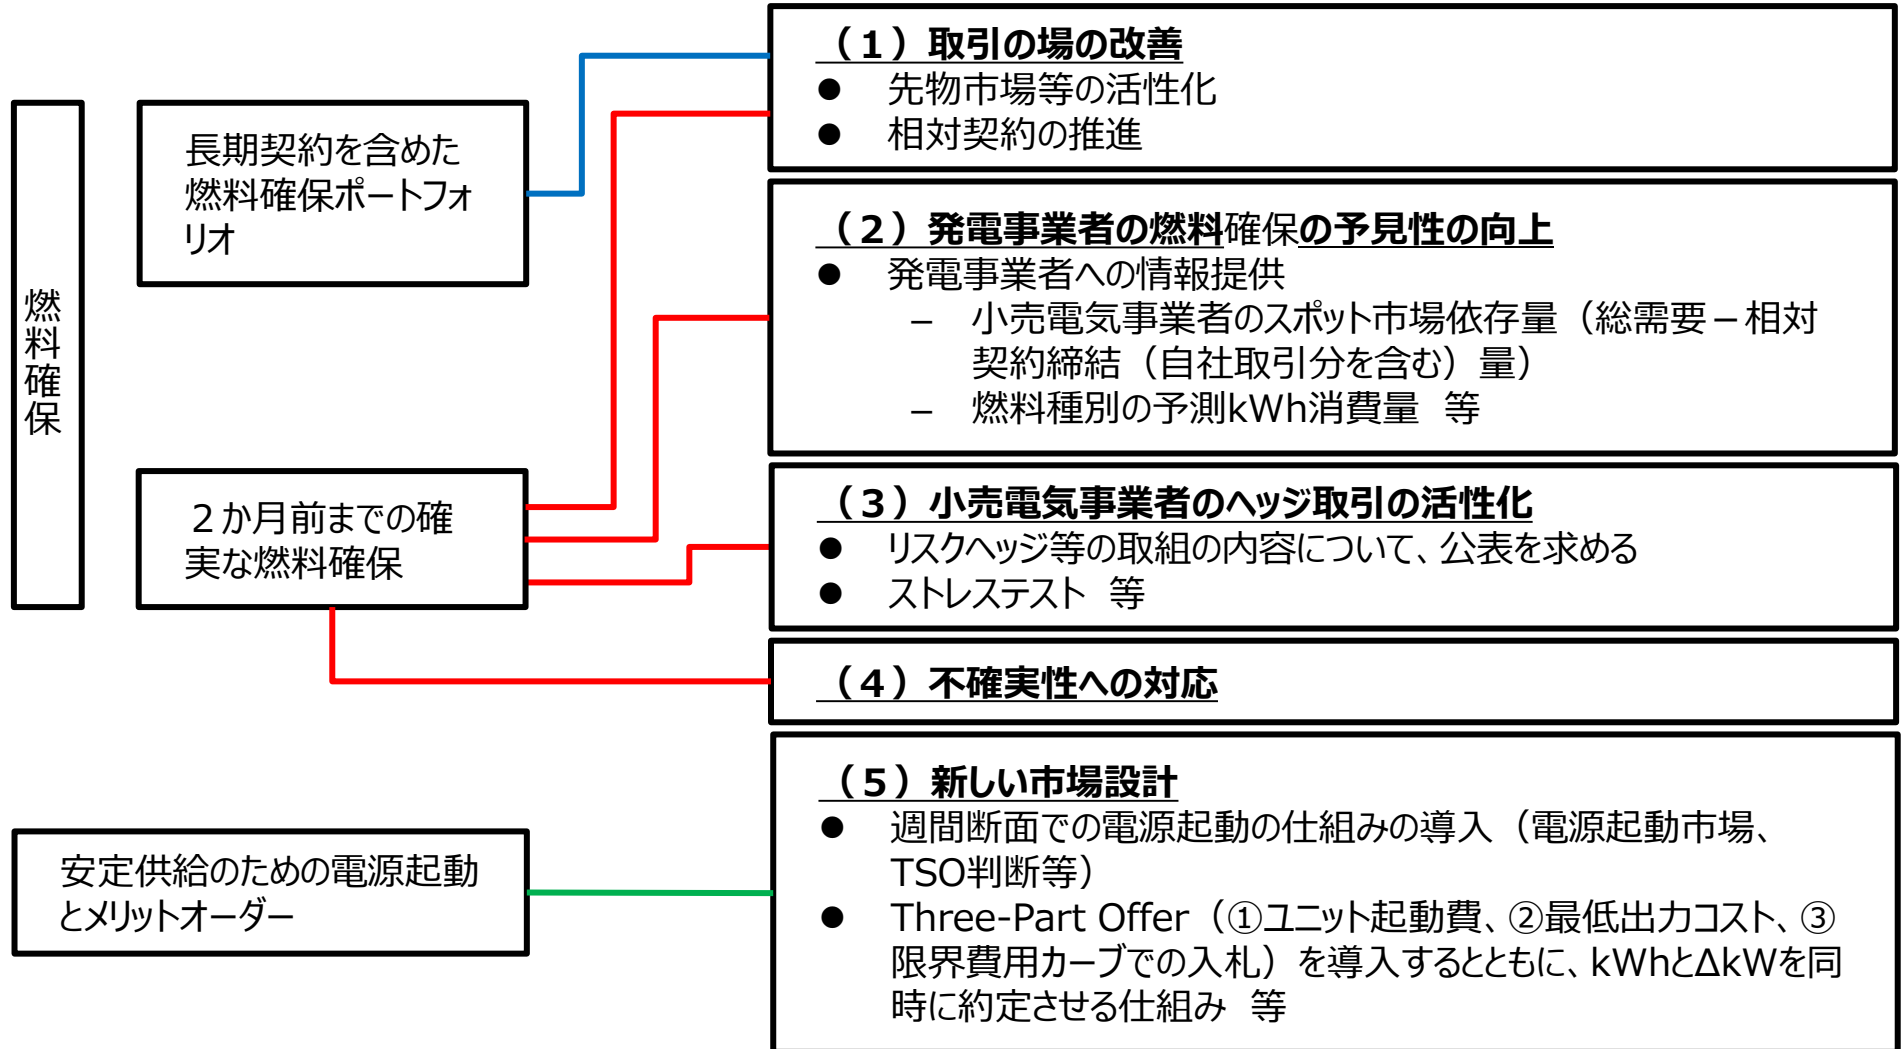 燃料確保
長期契約を含めた
燃料確保ポートフォ
リオ
２か月前までの確
実な燃料確保
安定供給のための電源起動
とメリットオーダー
（１）取引の場の改善
● 先物市場等の活性化
● 相対契約の推進
（２）発電事業者の燃料確保の予見性の向上
● 発電事業者への情報提供
– 小売電気事業者のスポット市場依存量（総需要－相対
契約締結（自社取引分を含む）量）
– 燃料種別の予測kWh消費量 等
（３）小売電気事業者のヘッジ取引の活性化
● リスクヘッジ等の取組の内容について、公表を求める
● ストレステスト 等
（４）不確実性への対応
（５）新しい市場設計
● 週間断面での電源起動の仕組みの導入（電源起動市場、
TSO判断等）
● Three-Part Offer（①ユニット起動費、②最低出力コスト、③
限界費用カーブでの入札）を導入するとともに、kWhとΔkWを同
時に約定させる仕組み 等